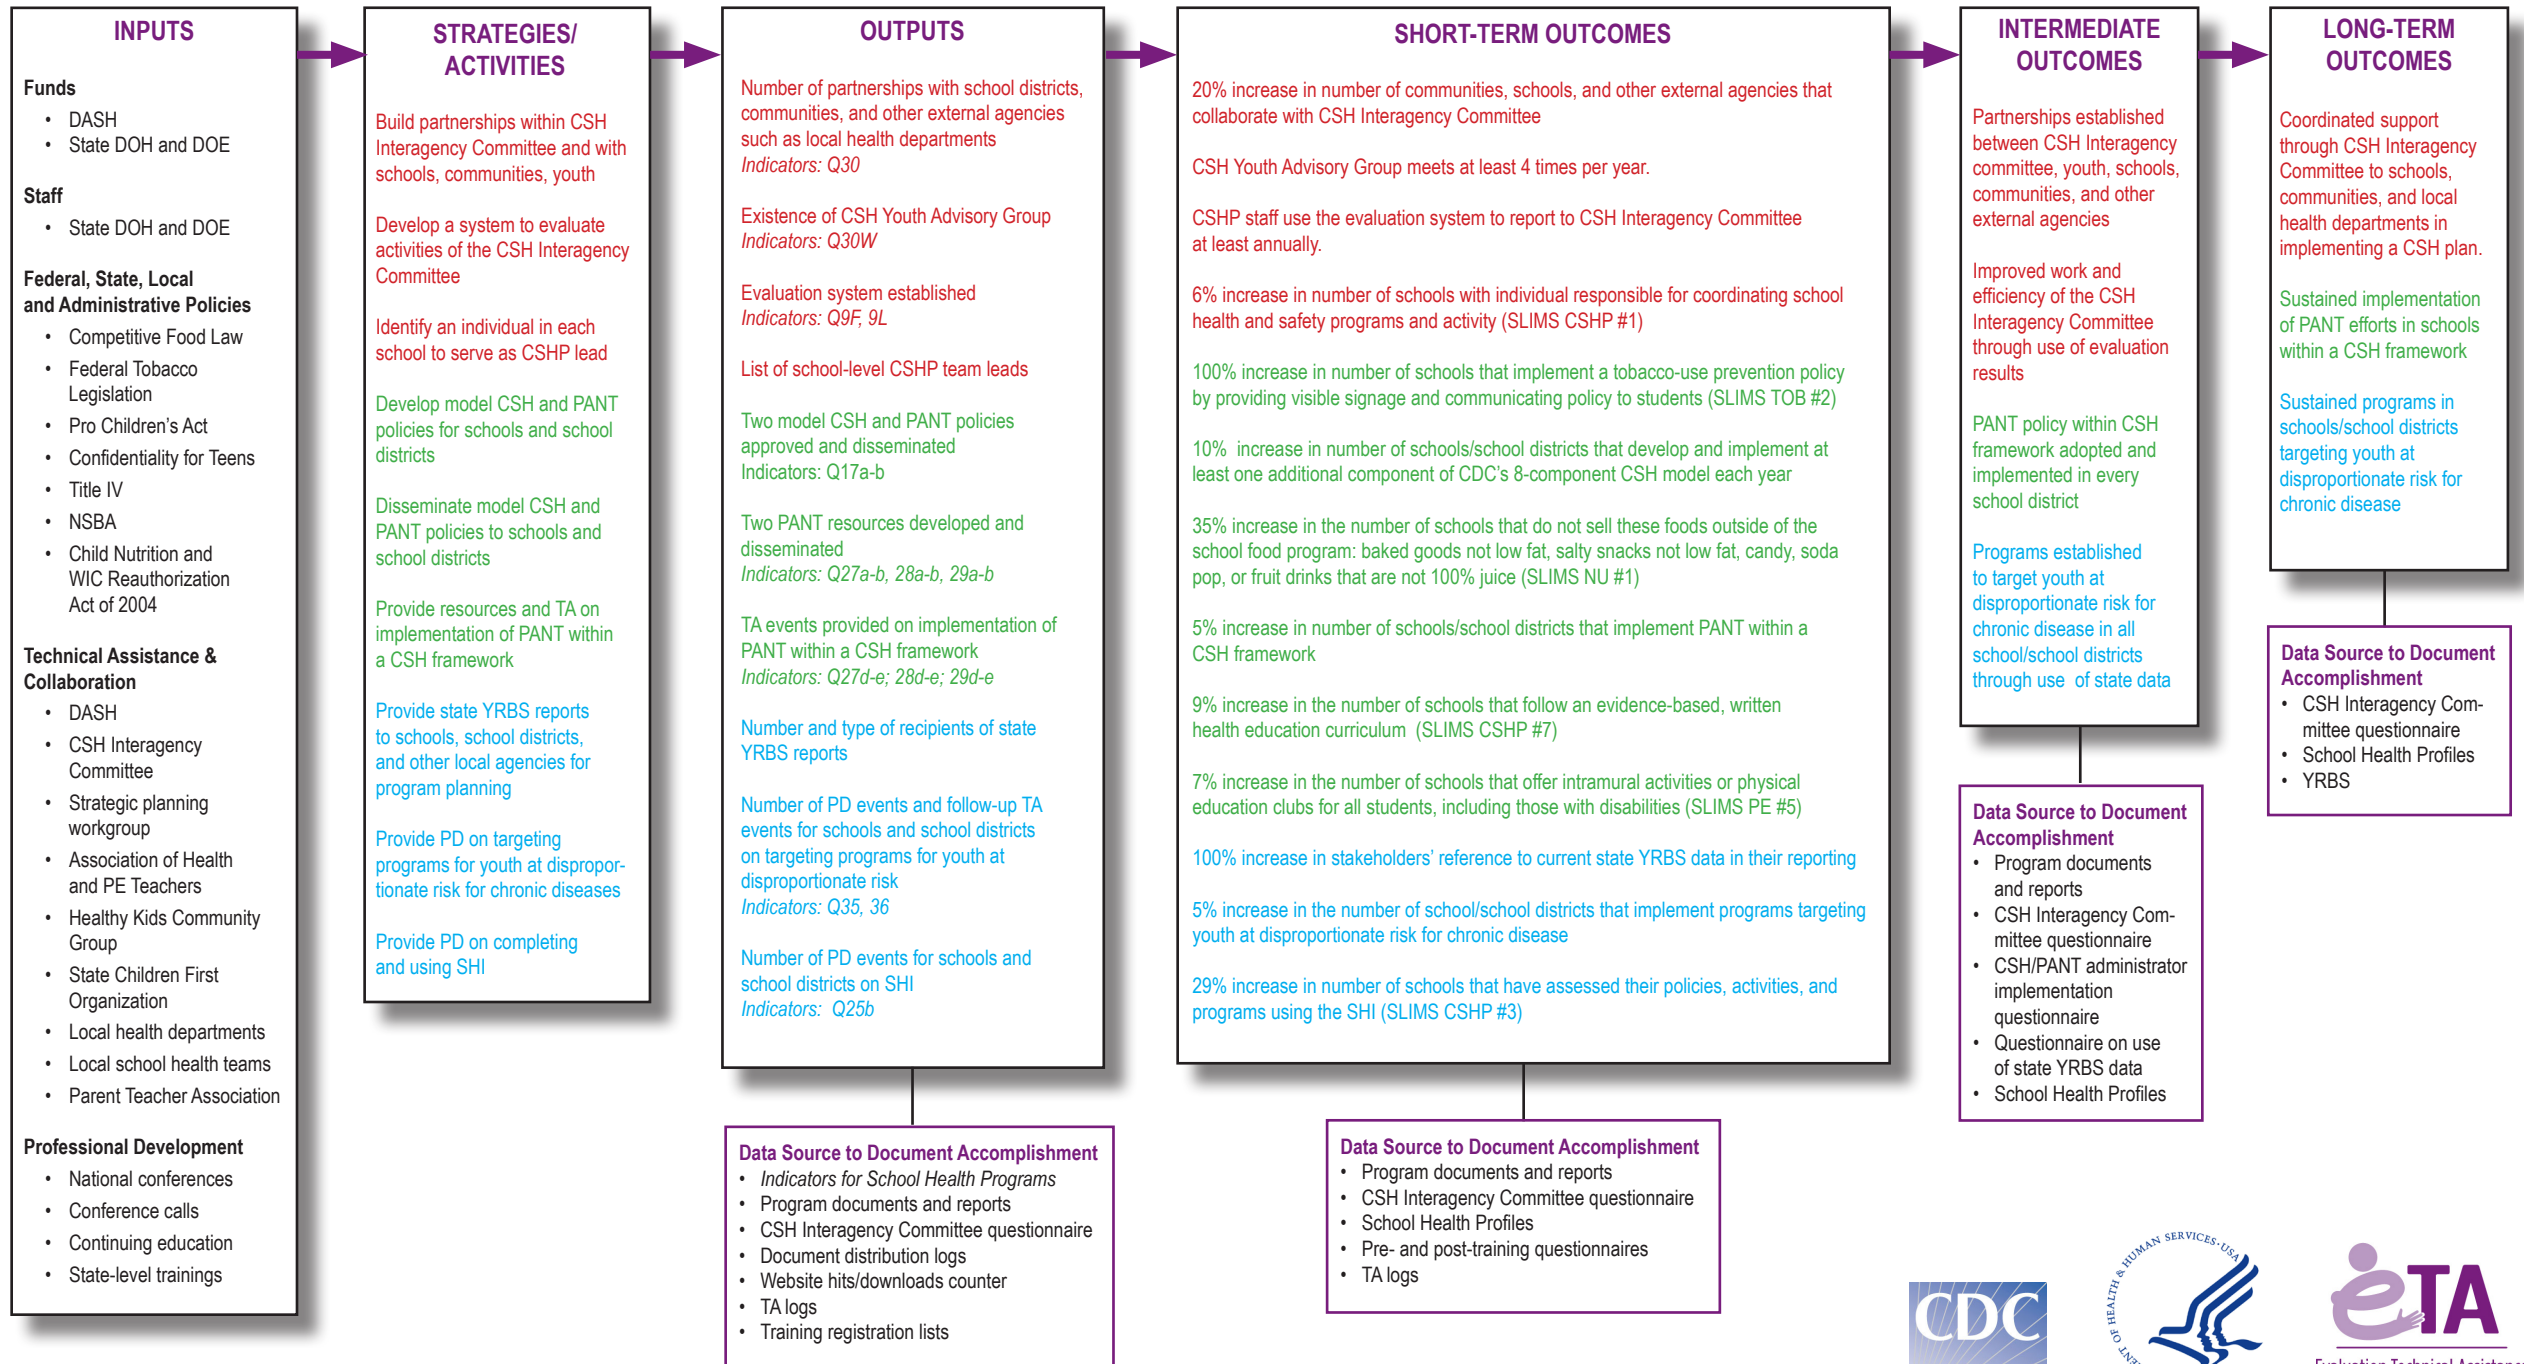 INPUTS
Funds
• DASH
• State DOH and DOE
Staff
• State DOH and DOE
Federal, State, Local
and Administrative Policies
• Competitive Food Law
• Federal Tobacco
Legislation
• Pro Children's Act
• Confidentiality for Teens
• Title IV
• NSBA
• Child Nutrition and
WIC Reauthorization
Act of 2004
Technical Assistance &
Collaboration
• DASH
• CSH Interagency
Committee
• Strategic planning
workgroup
• Association of Health
and PE Teachers
• Healthy Kids Community
Group
• State Children First
Organization
• Local health departments
• Local school health teams
• Parent Teacher Association
Professional Development
• National conferences
• Conference calls
• Continuing education
• State-level trainings
STRATEGIES/
ACTIVITIES
Build partnerships within CSH
Interagency Committee and with
schools, communities, youth
Develop a system to evaluate
activities of the CSH Interagency
Committee
Identify an individual in each
school to serve as CSHP lead
Develop model CSH and PANT
policies for schools and school
districts
Disseminate model CSH and
PANT policies to schools and
school districts
Provide resources and TA on
implementation of PANT within
a CSH framework
Provide state YRBS reports
to schools, school districts,
and other local agencies for
program planning
Provide PD on targeting
programs for youth at dispropor-
tionate risk for chronic diseases
Provide PD on completing
and using SHI
OUTPUTS
Number of partnerships with school districts,
communities, and other external agencies
such as local health departments
Indicators: Q30
Existence of CSH Youth Advisory Group
Indicators: Q30W
Evaluation system established
Indicators: Q9F, 9L
List of school-level CSHP team leads
Two model CSH and PANT policies
approved and disseminated
Indicators: Q17a-b
Two PANT resources developed and
disseminated
Indicators: Q27a-b, 28a-b, 29a-b
TA events provided on implementation of
PANT within a CSH framework
Indicators: Q27d-e; 28d-e; 29d-e
Number and type of recipients of state
YRBS reports
Number of PD events and follow-up TA
events for schools and school districts
on targeting programs for youth at
disproportionate risk
Indicators: Q35, 36
Number of PD events for schools and
school districts on SHI
Indicators: Q25b
Data Source to Document Accomplishment
• Indicators for School Health Programs
• Program documents and reports
• CSH Interagency Committee questionnaire
• Document distribution logs
• Website hits/downloads counter
• TA logs
• Training registration lists
SHORT-TERM OUTCOMES
20% increase in number of communities, schools, and other external agencies that
collaborate with CSH Interagency Committee
CSH Youth Advisory Group meets at least 4 times per year.
CSHP staff use the evaluation system to report to CSH Interagency Committee
at least annually.
6% increase in number of schools with individual responsible for coordinating school
health and safety programs and activity (SLIMS CSHP #1)
100% increase in number of schools that implement a tobacco-use prevention policy
by providing visible signage and communicating policy to students (SLIMS TOB #2)
10% increase in number of schools/school districts that develop and implement at
least one additional component of CDC's 8-component CSH model each year
35% increase in the number of schools that do not sell these foods outside of the
school food program: baked goods not low fat, salty snacks not low fat, candy, soda
pop, or fruit drinks that are not 100% juice (SLIMS NU #1)
5% increase in number of schools/school districts that implement PANT within a
CSH framework
9% increase in the number of schools that follow an evidence-based, written
health education curriculum (SLIMS CSHP #7)
7% increase in the number of schools that offer intramural activities or physical
education clubs for all students, including those with disabilities (SLIMS PE #5)
100% increase in stakeholders' reference to current state YRBS data in their reporting
5% increase in the number of school/school districts that implement programs targeting
youth at disproportionate risk for chronic disease
29% increase in number of schools that have assessed their policies, activities, and
programs using the SHI (SLIMS CSHP #3)
Data Source to Document Accomplishment
• Program documents and reports
• CSH Interagency Committee questionnaire
• School Health Profiles
• Pre- and post-training questionnaires
• TA logs
INTERMEDIATE
OUTCOMES
Partnerships established
between CSH Interagency
committee, youth, schools,
communities, and other
external agencies
Improved work and
efficiency of the CSH
Interagency Committee
through use of evaluation
results
PANT policy within CSH
framework adopted and
implemented in every
school district
Programs established
to target youth at
disproportionate risk for
chronic disease in all
school/school districts
through use of state data
Data Source to Document
Accomplishment
• Program documents
and reports
• CSH Interagency Com-
mittee questionnaire
• CSH/PANT administrator
implementation
questionnaire
• Questionnaire on use
of state YRBS data
• School Health Profiles
LONG-TERM
OUTCOMES
Coordinated support
through CSH Interagency
Committee to schools,
communities, and local
health departments in
implementing a CSH plan.
Sustained implementation
of PANT efforts in schools
within a CSH framework
Sustained programs in
schools/school districts
targeting youth at
disproportionate risk for
chronic disease
Data Source to Document
Accomplishment
• CSH Interagency Com-
mittee questionnaire
• School Health Profiles
• YRBS
CDC
OF HEALTH & HUMAN SERVICES·USA
eTA
Evaluation Technical Assistance